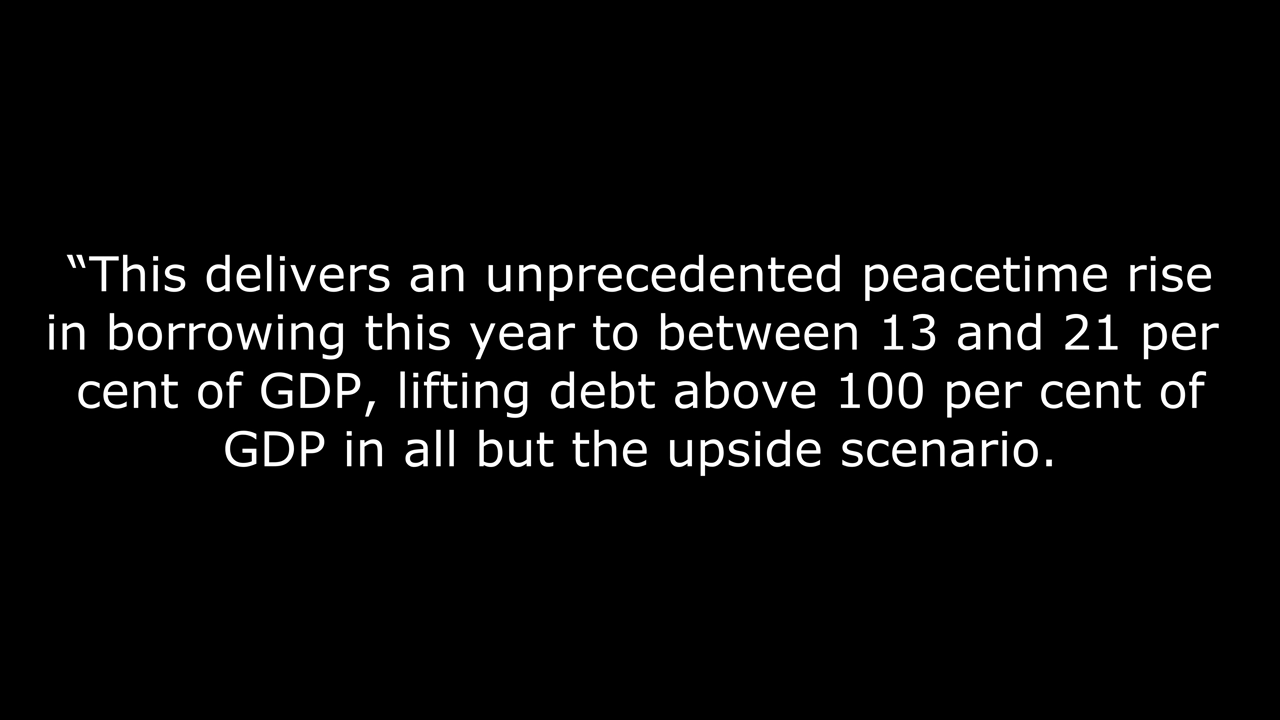 “This delivers an unprecedented peacetime rise
in borrowing this year to between 13 and 21 per
cent of GDP, lifting debt above 100 per cent of
GDP in all but the upside scenario.